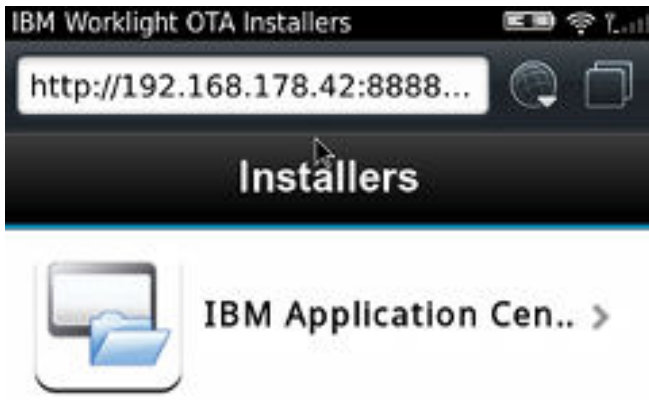 IBM Worklight OTA Installers
http://192.168.178.42:8888...
Installers
IBM Application Cen..